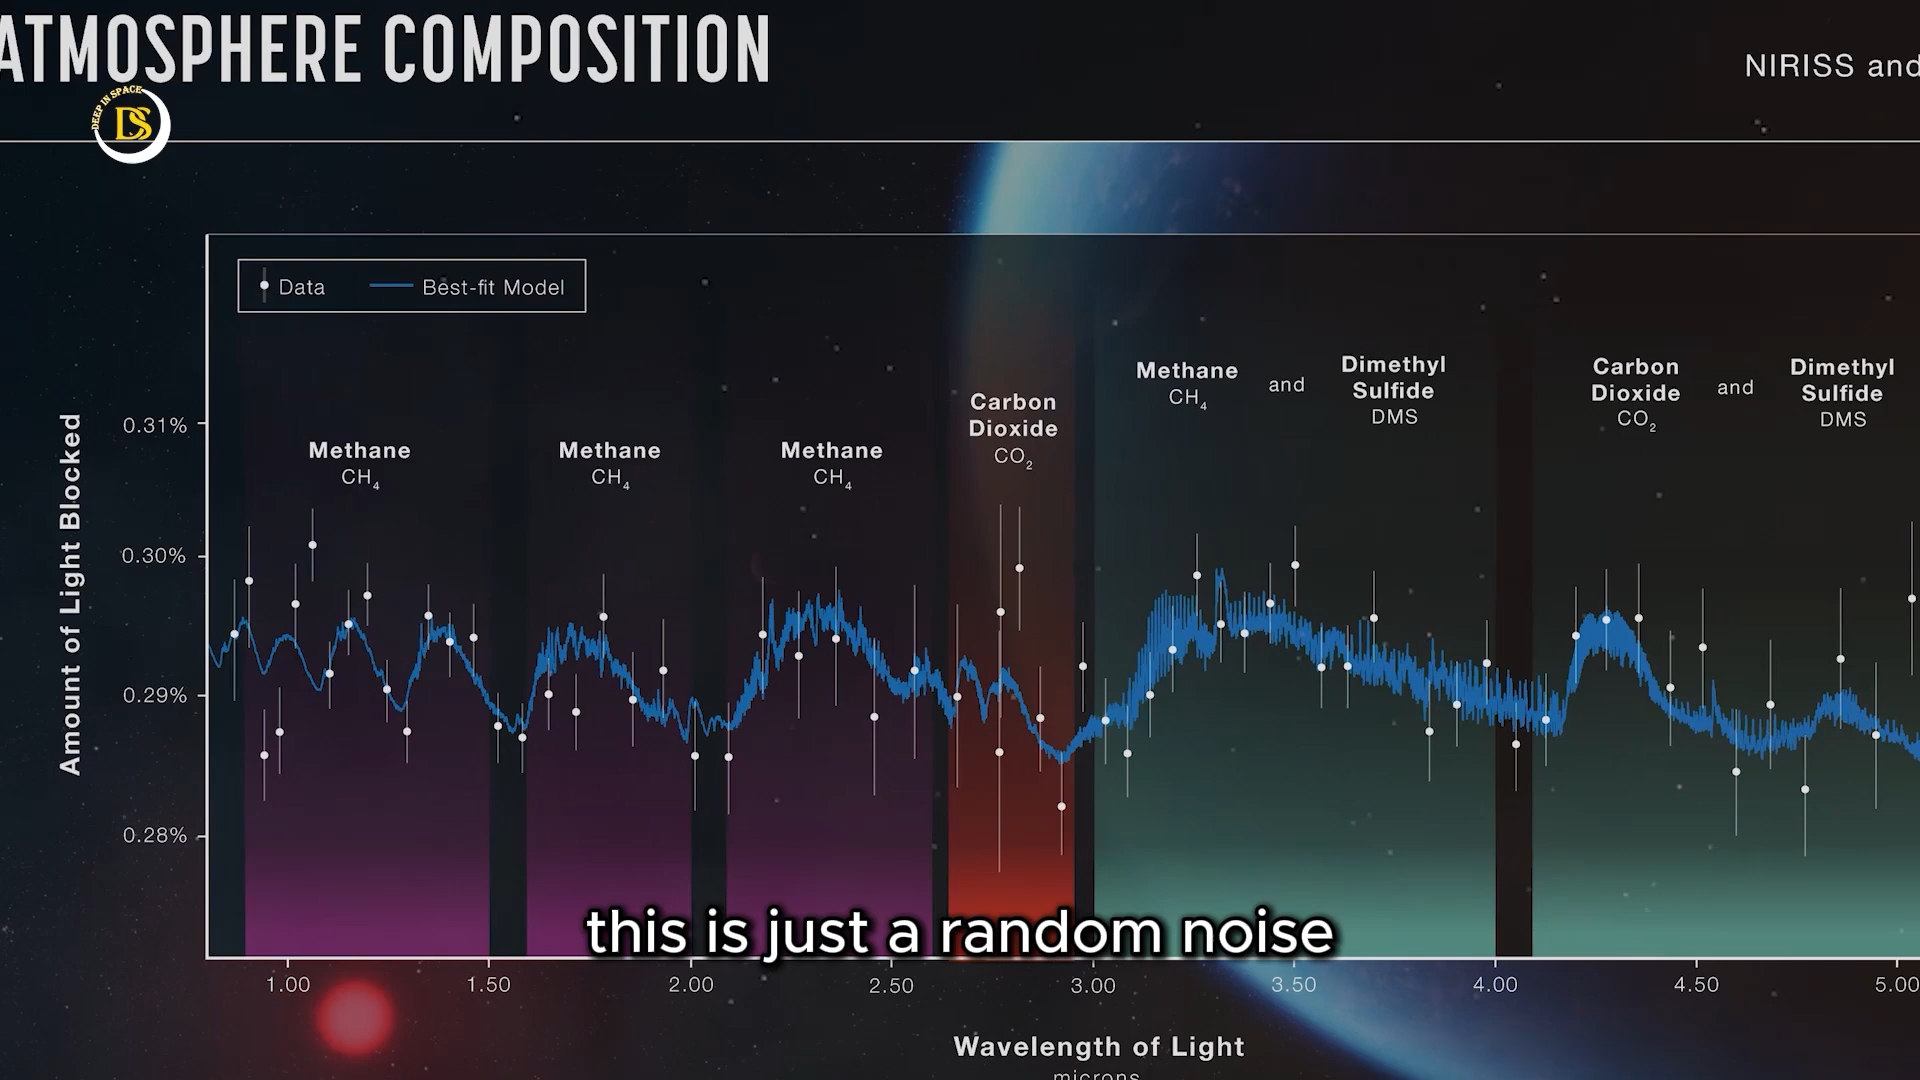 ATMOSPHERE COMPOSITION
NIRISS and
DEEP IN SPACE
DS
Data
Best-fit Model
Methane
CH4
Methane
CH4
Methane
CH4
Carbon
Dioxide
CO2
Methane
CH4
and
Dimethyl
Sulfide
DMS
Carbon
Dioxide
CO2
and
Dimethyl
Sulfide
DMS
Amount of Light Blocked
0.31%
0.30%
0.29%
0.28%
this is just a random noise
1.00 1.50 2.00 2.50 3.00 3.50 4.00 4.50 5.00
Wavelength of Light
microns